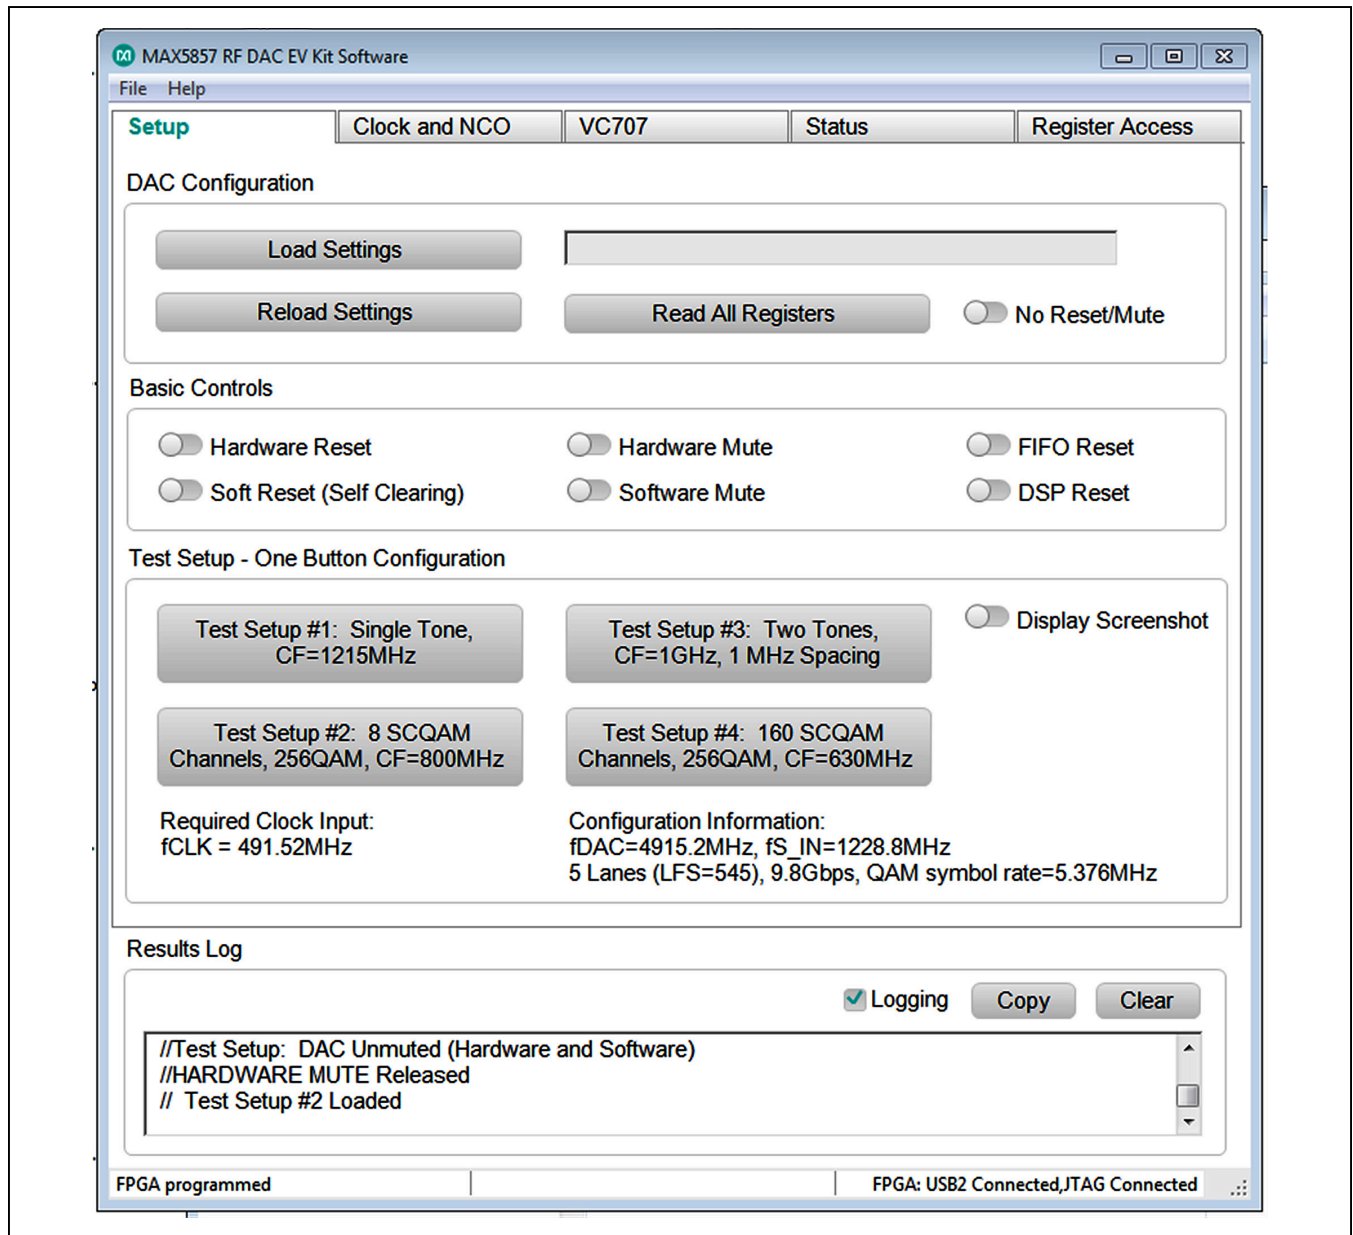 MAX5857 RF DAC EV Kit Software
File Help
Setup Clock and NCO VC707 Status Register Access
DAC Configuration
Load Settings
Reload Settings Read All Registers No Reset/Mute
Basic Controls
Hardware Reset Hardware Mute FIFO Reset
Soft Reset (Self Clearing) Software Mute DSP Reset
Test Setup - One Button Configuration
Test Setup #1: Single Tone,
CF=1215MHz
Test Setup #3: Two Tones,
CF=1GHz, 1 MHz Spacing
Display Screenshot
Test Setup #2: 8 SCQAM
Channels, 256QAM, CF=800MHz
Test Setup #4: 160 SCQAM
Channels, 256QAM, CF=630MHz
Required Clock Input:
fCLK = 491.52MHz
Configuration Information:
fDAC=4915.2MHz, fS_IN=1228.8MHz
5 Lanes (LFS=545), 9.8Gbps, QAM symbol rate=5.376MHz
Results Log
Logging Copy Clear
//Test Setup: DAC Unmuted (Hardware and Software)
//HARDWARE MUTE Released
// Test Setup #2 Loaded
FPGA programmed FPGA: USB2 Connected,JTAG Connected